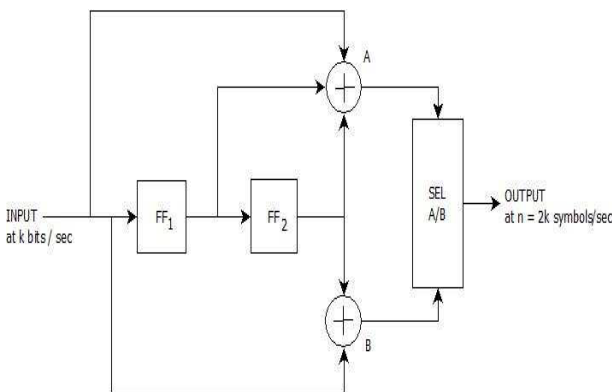 A
INPUT
at k bits / sec
FF1
FF2
SEL
A/B
OUTPUT
at n = 2k symbols/sec
B